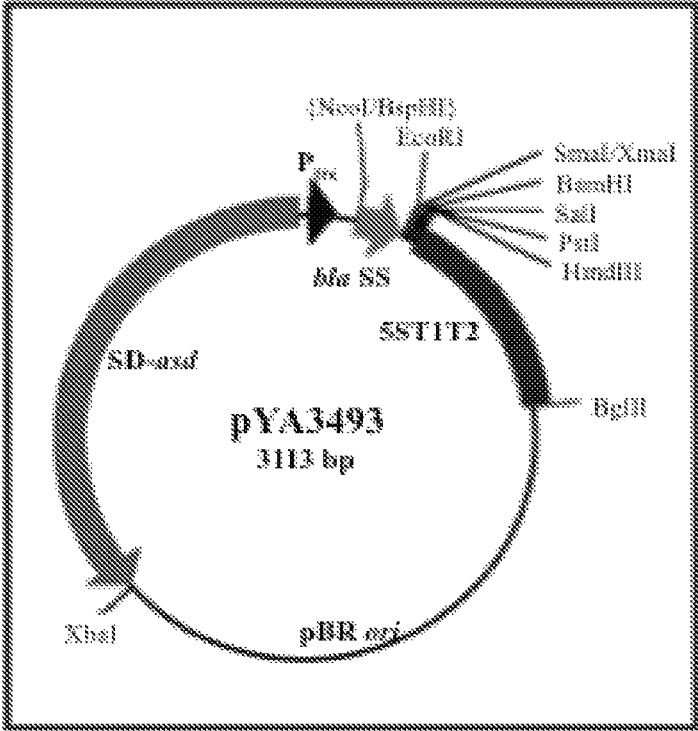 {NcoI/BspHI}
EcoRI
P
SmaI/XmaI
BamHI
SalI
PstI
HindIII
bla SS
5ST1T2
SD-asd
BglII
pYA3493
3113 bp
XbaI
pBR ori